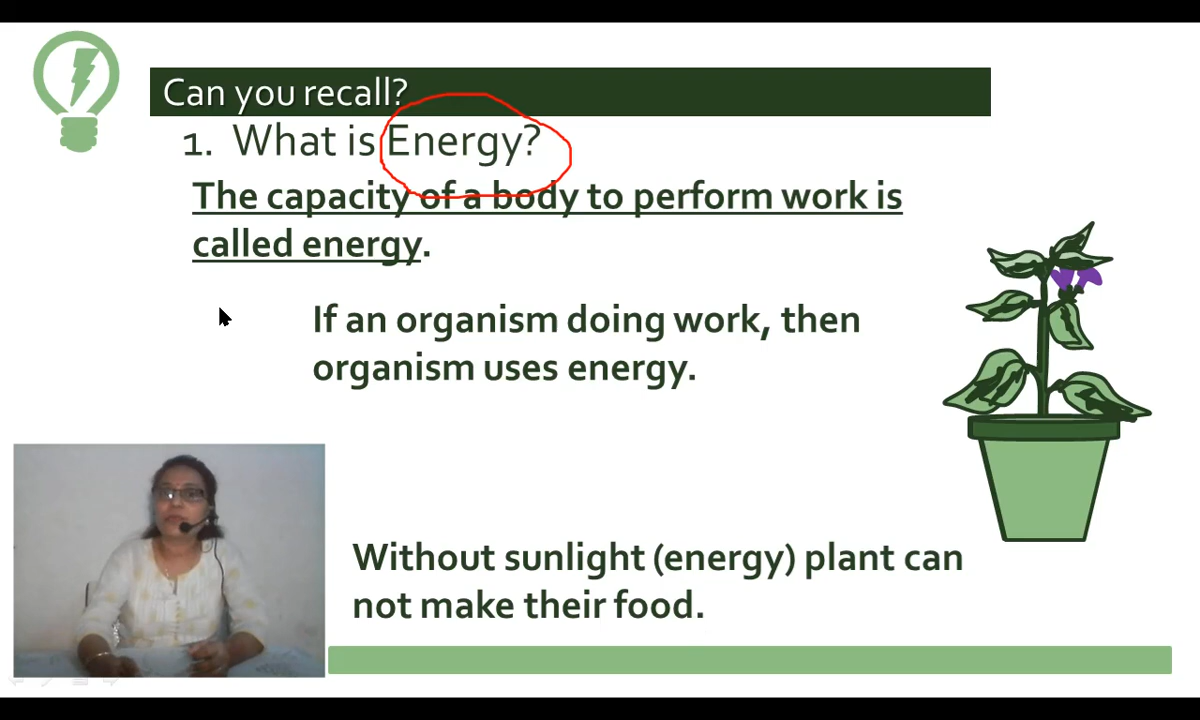 Can you recall?
1. What is Energy?
The capacity of a body to perform work is
called energy.
If an organism doing work, then
organism uses energy.
Without sunlight (energy) plant can
not make their food.